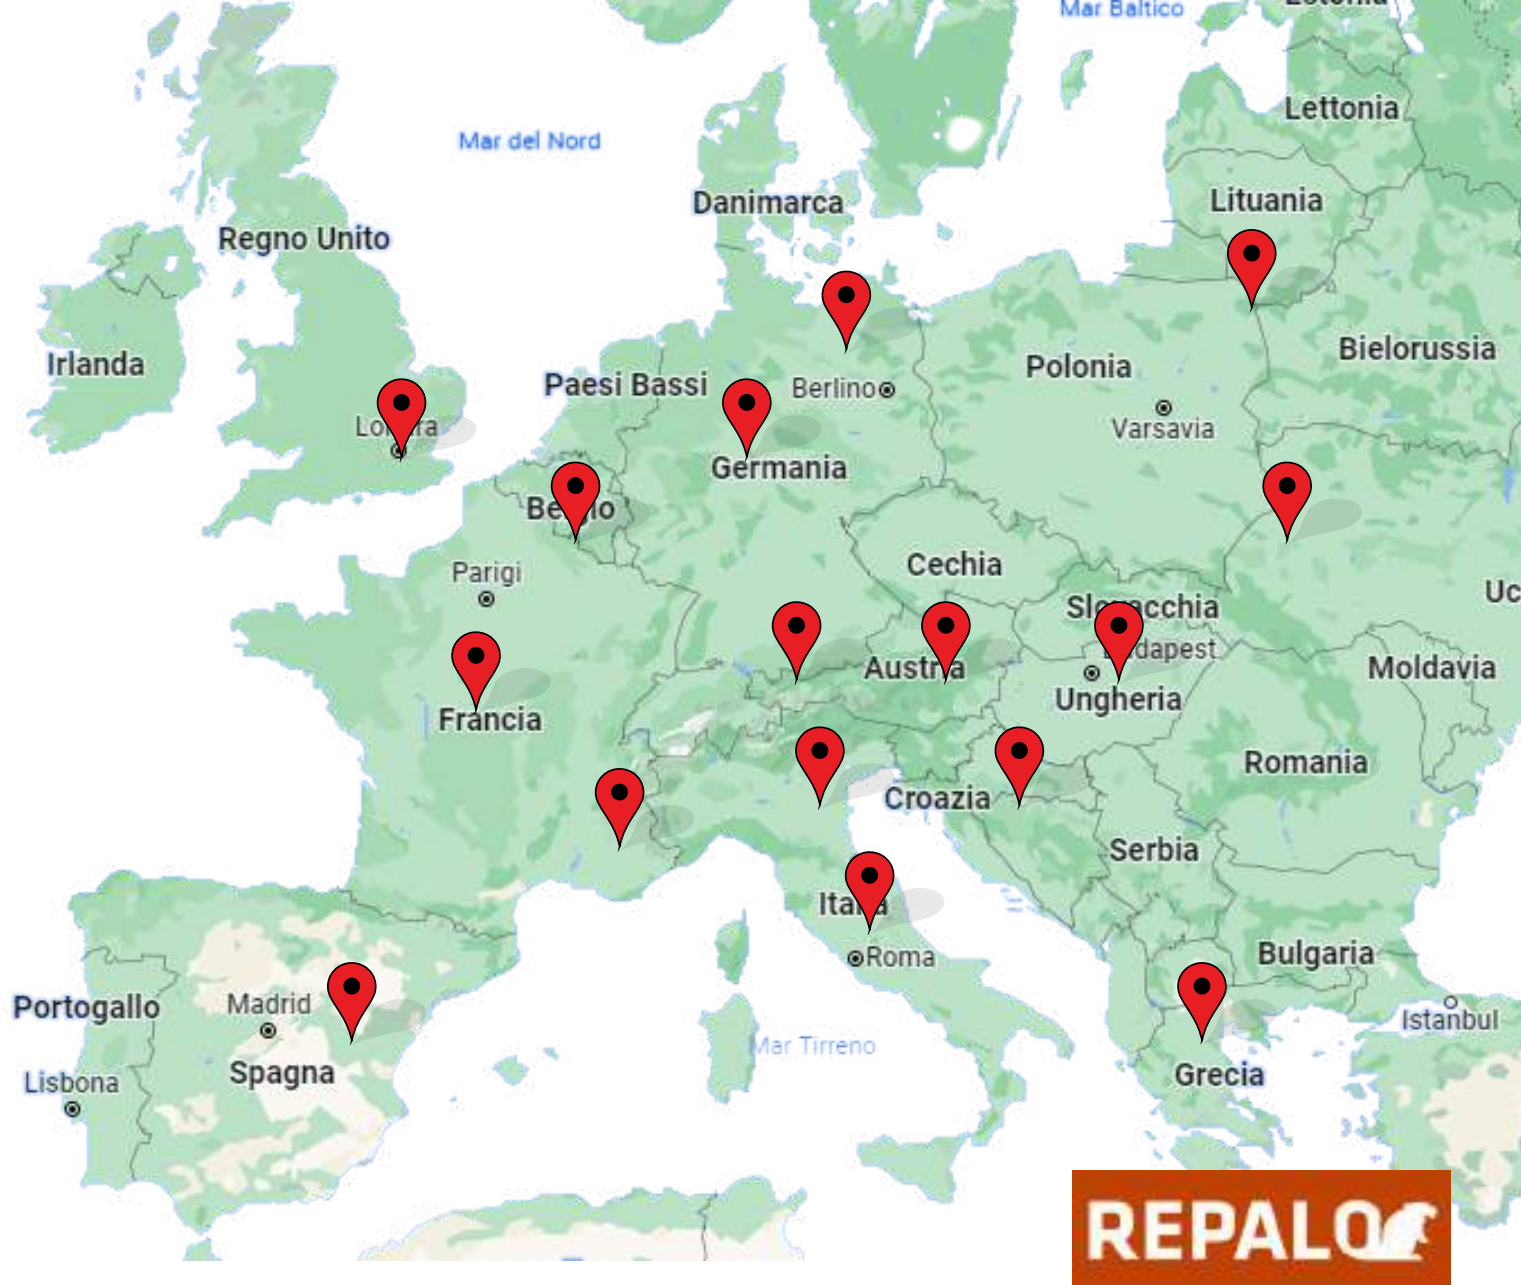 Mar Baltico
Lettonia
Mar del Nord
Lituania
Danimarca
Regno Unito
Bielorussia
Irlanda
Polonia
Paesi Bassi
Berlino
Varsavia
Germania
Cechia
Parigi
Uc
Austria
Moldavia
Ungheria
Francia
Romania
Croazia
Serbia
Italia
Bulgaria
Roma
Madrid
Portogallo
Istanbul
Mar Tirreno
Spagna
Grecia
Lisbona
REPALO